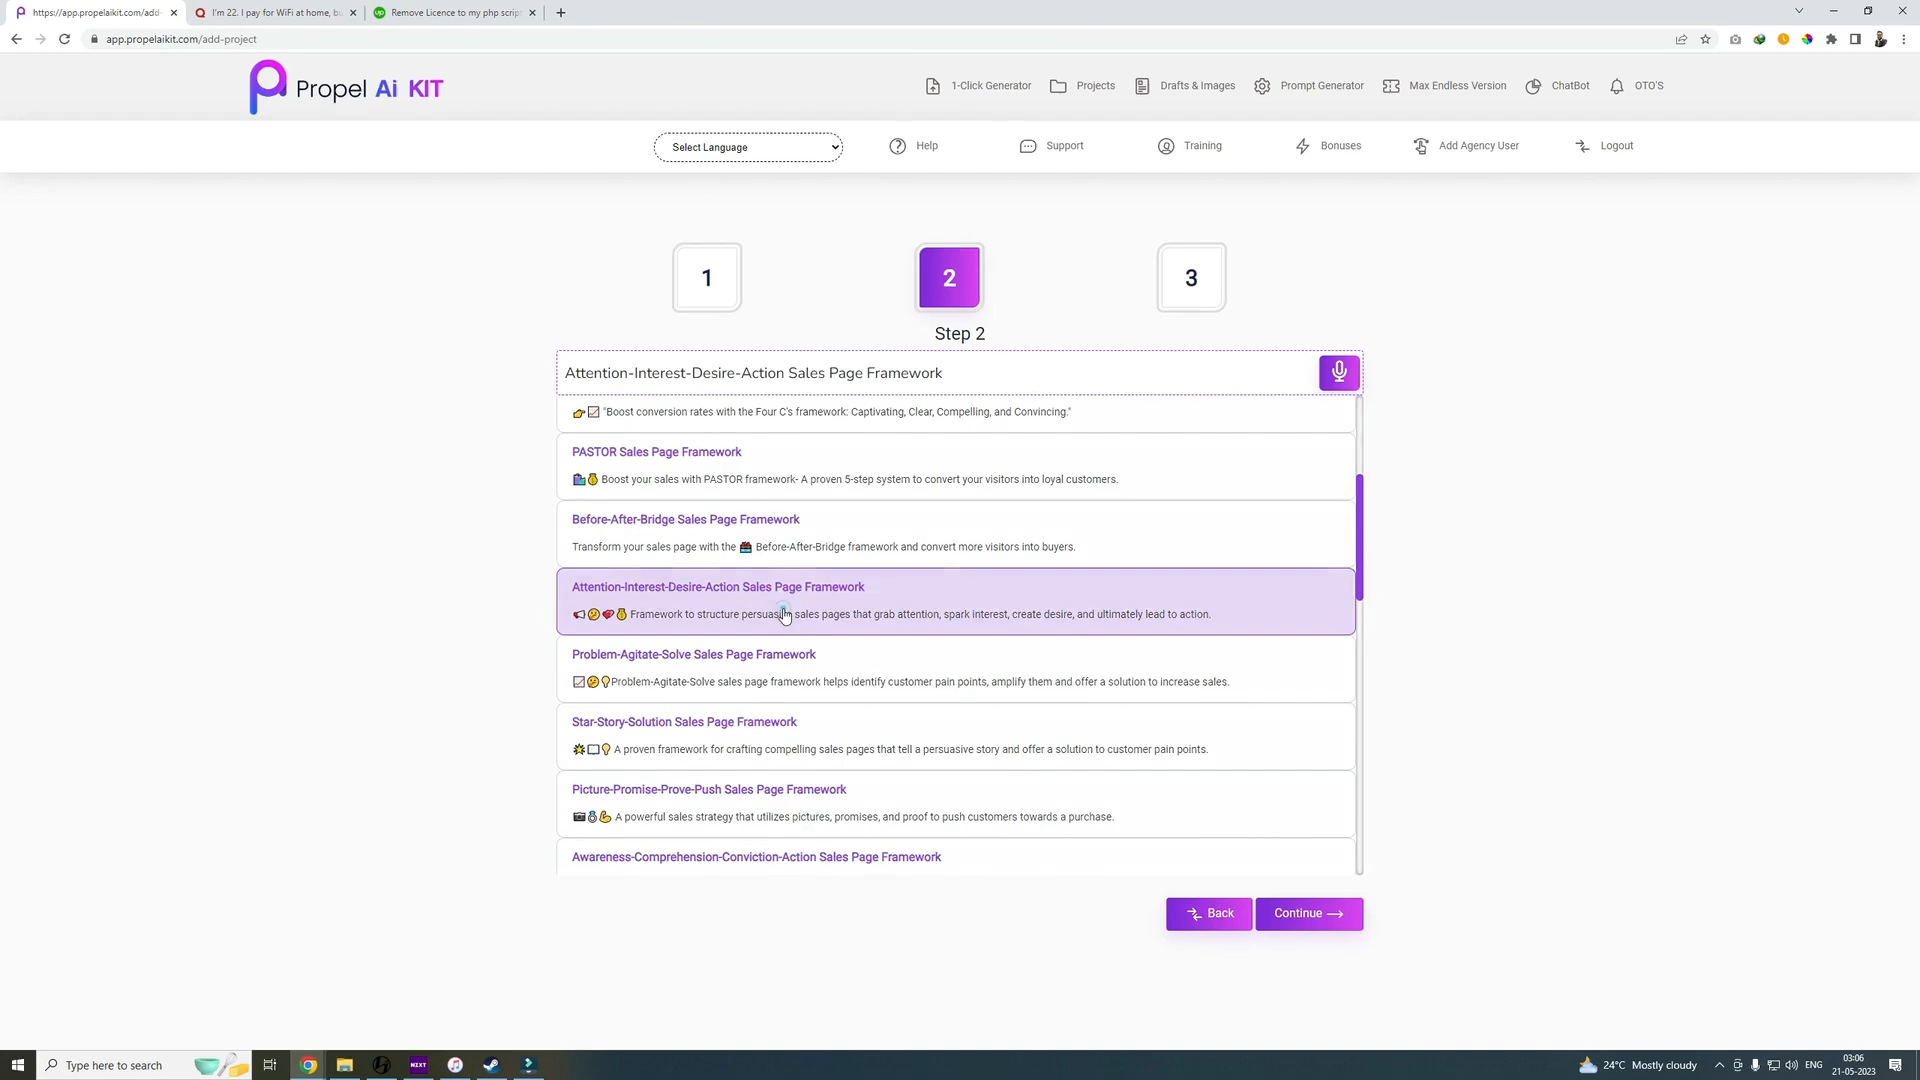 https://app.propelaikit.com/add-
I'm 22. I pay for WiFi at home, bu
Remove Licence to my php scrip
app.propelaikit.com/add-project
Propel Ai KIT
1-Click Generator
Projects
Drafts & Images
Prompt Generator
Max Endless Version
ChatBot
OTO'S
Select Language
Help
Support
Training
Bonuses
Add Agency User
Logout
1
2
3
Step 2
Attention-Interest-Desire-Action Sales Page Framework
"Boost conversion rates with the Four C's framework: Captivating, Clear, Compelling, and Convincing."
PASTOR Sales Page Framework
Boost your sales with PASTOR framework- A proven 5-step system to convert your visitors into loyal customers.
Before-After-Bridge Sales Page Framework
Transform your sales page with the Before-After-Bridge framework and convert more visitors into buyers.
Attention-Interest-Desire-Action Sales Page Framework
Framework to structure persuasive sales pages that grab attention, spark interest, create desire, and ultimately lead to action.
Problem-Agitate-Solve Sales Page Framework
Problem-Agitate-Solve sales page framework helps identify customer pain points, amplify them and offer a solution to increase sales.
Star-Story-Solution Sales Page Framework
A proven framework for crafting compelling sales pages that tell a persuasive story and offer a solution to customer pain points.
Picture-Promise-Prove-Push Sales Page Framework
A powerful sales strategy that utilizes pictures, promises, and proof to push customers towards a purchase.
Awareness-Comprehension-Conviction-Action Sales Page Framework
Back
Continue
Type here to search
NEXT
24°C Mostly cloudy
ENG
03:06
21-05-2023